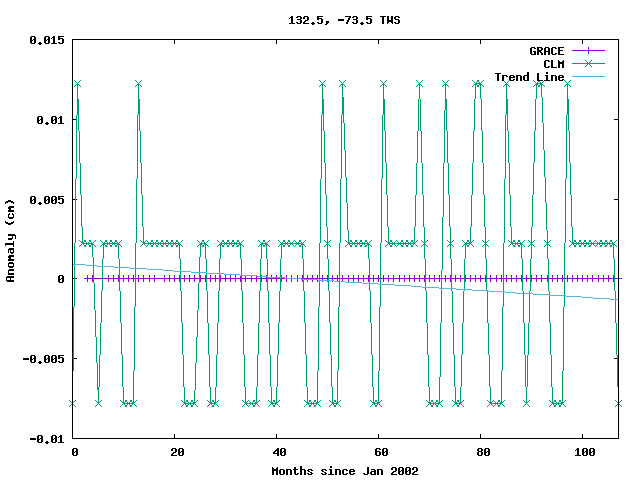 132.5, -73.5 TWS
GRACE
CLM
Trend Line
0.015
0.01
0.005
0
-0.005
-0.01
Anomaly (cm)
0 20 40 60 80 100
Months since Jan 2002